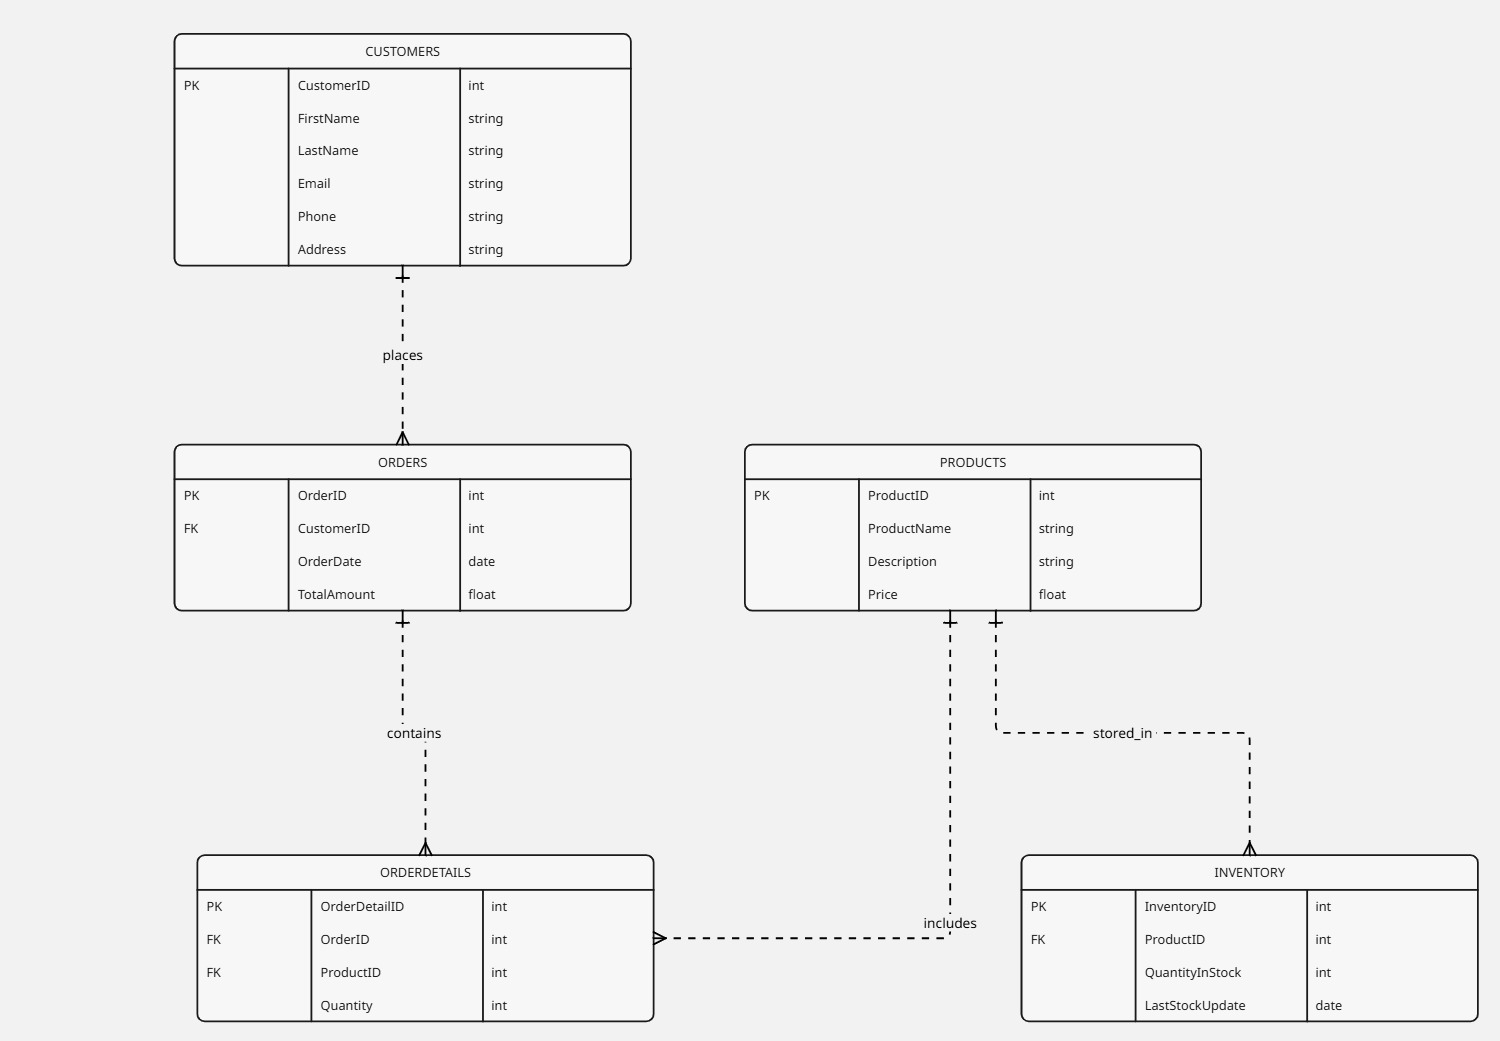 CUSTOMERS
PK CustomerID int
FirstName string
LastName string
Email string
Phone string
Address string
places
ORDERS
PK OrderID int
FK CustomerID int
OrderDate date
TotalAmount float
PRODUCTS
PK ProductID int
ProductName string
Description string
Price float
contains
stored_in
includes
ORDERDETAILS
PK OrderDetailID int
FK OrderID int
FK ProductID int
Quantity int
INVENTORY
PK InventoryID int
FK ProductID int
QuantityInStock int
LastStockUpdate date